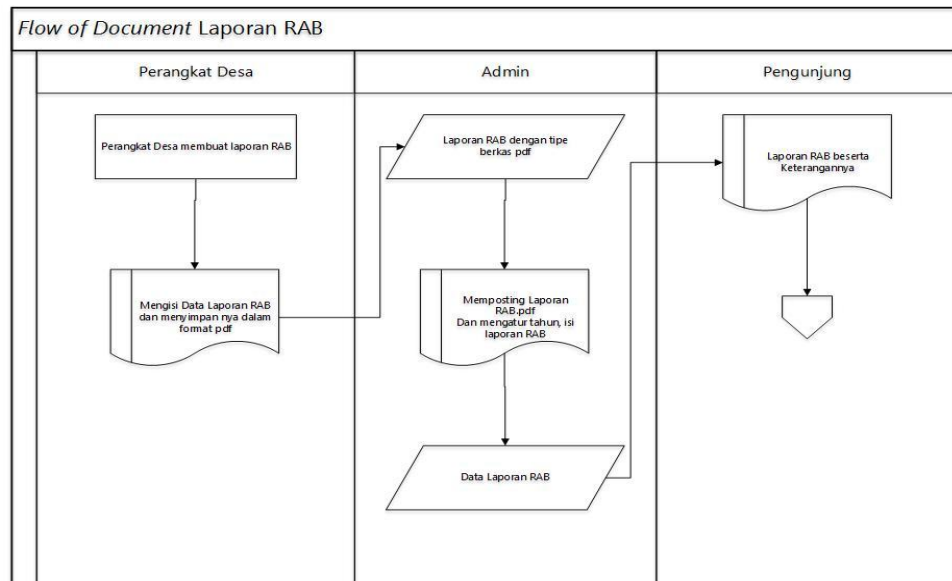 Flow of Document Laporan RAB
Perangkat Desa
Admin
Pengunjung
Perangkat Desa membuat laporan RAB
Mengisi Data Laporan RAB
dan menyimpan nya dalam
format pdf
Laporan RAB dengan tipe
berkas pdf
Memposting Laporan
RAB.pdf
Dan mengatur tahun, isi
laporan RAB
Data Laporan RAB
Laporan RAB beserta
Keterangannya